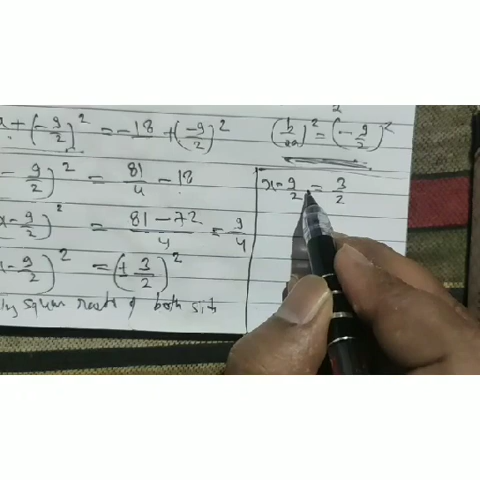 x + (-9/2)² = -18 + (-9/2)²
- 9/2)² = 81/4 - 18
x - 9/2)² = 81 - 72/4 = 9/4
x - 9/2)² = (± 3/2)²
squar roots of both sids
(b/2a)² = (- 9/2)²
x - 9/2 = 3/2